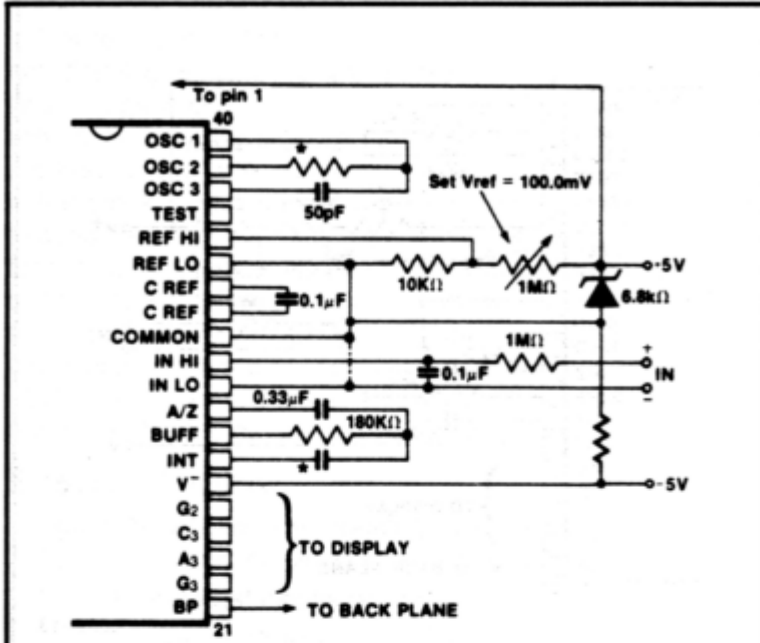 To pin 1
40
OSC 1
OSC 2
*
OSC 3
50pF
Set Vref = 100.0mV
TEST
REF HI
REF LO
10KΩ
1MΩ
-5V
6.8kΩ
C REF
0.1µF
C REF
COMMON
1MΩ
IN HI
+
IN
0.1µF
IN LO
−
0.33µF
A/Z
180KΩ
BUFF
INT
*
V−
-5V
G2
C3
TO DISPLAY
A3
G3
BP
TO BACK PLANE
21